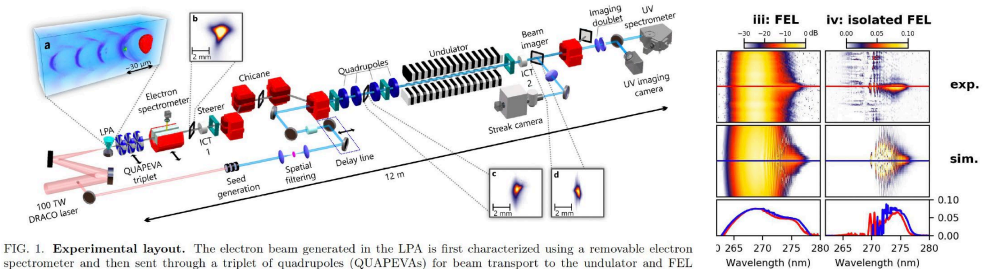 a
~30 μm
b
2 mm
Electron
spectrometer
LPA
QUAPEVA
triplet
100 TW
DRACO laser
Steerer
ICT
1
Chicane
Quadrupoles
Undulator
Seed
generation
Spatial
filtering
Delay line
12 m
Streak camera
Beam
imager
ICT
2
Imaging
doublet
UV
spectrometer
UV imaging
camera
c
2 mm
d
2 mm
FIG. 1. Experimental layout. The electron beam generated in the LPA is first characterized using a removable electron
spectrometer and then sent through a triplet of quadrupoles (QUAPEVAs) for beam transport to the undulator and FEL
iii: FEL
iv: isolated FEL
−30 −20 −10 0 dB
0.00 0.05 0.10
exp.
sim.
0.10
0.05
0.00
265 270 275 280
265 270 275 280
Wavelength (nm)
Wavelength (nm)